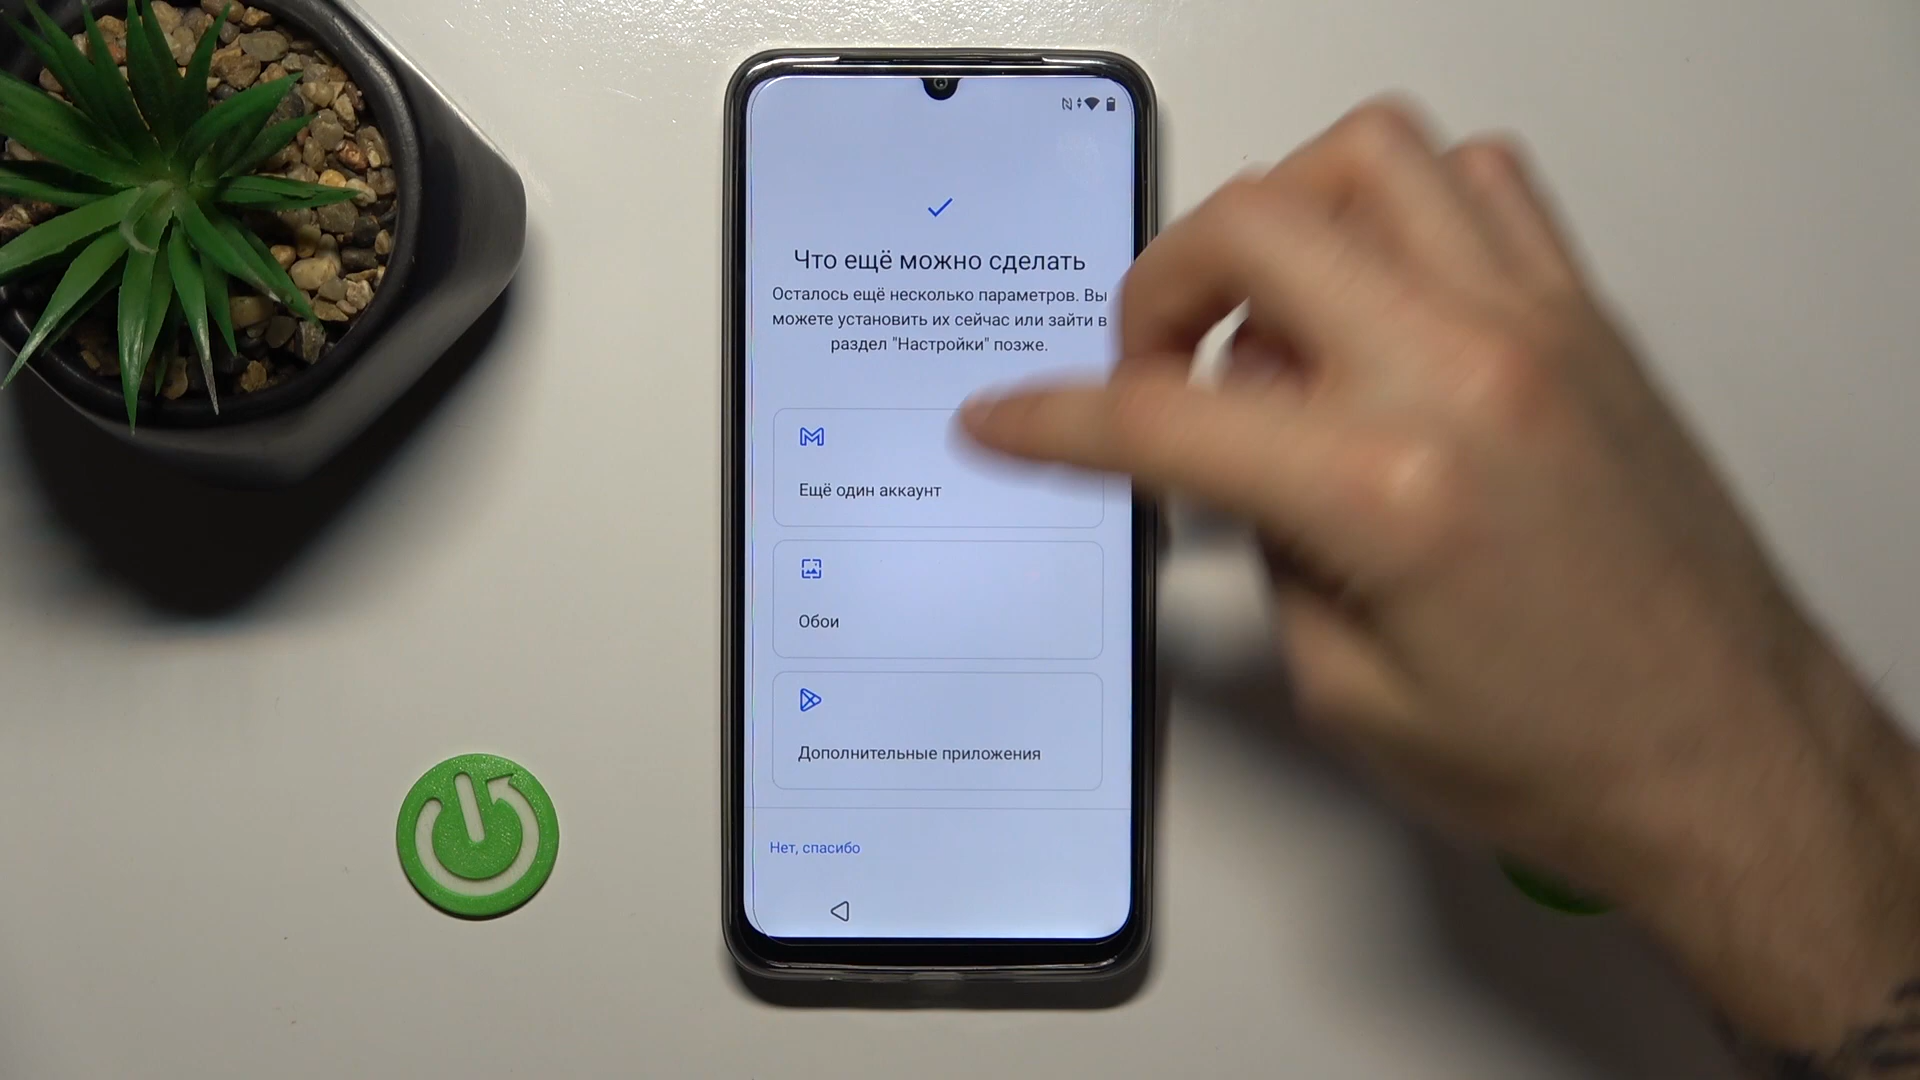 Что ещё можно сделать
Осталось ещё несколько параметров. Вы
можете установить их сейчас или зайти в
раздел "Настройки" позже.
Ещё один аккаунт
Обои
Дополнительные приложения
Нет, спасибо